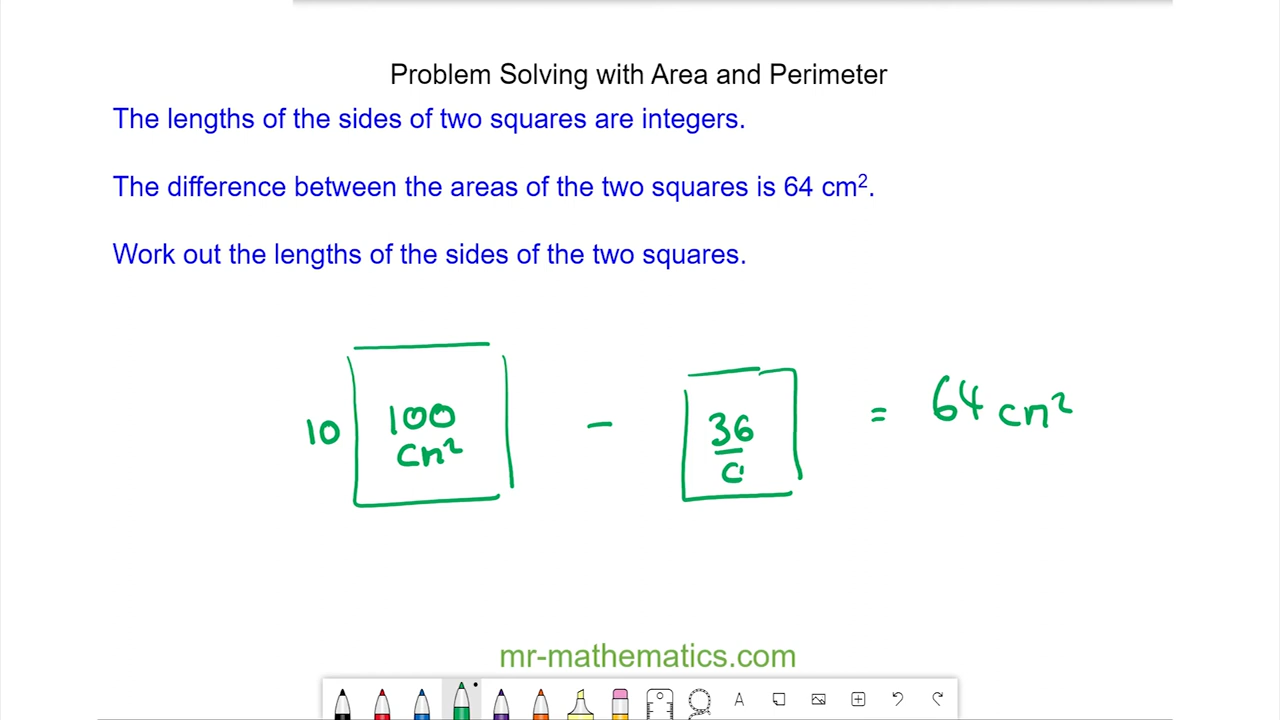 Problem Solving with Area and Perimeter
The lengths of the sides of two squares are integers.
The difference between the areas of the two squares is 64 cm².
Work out the lengths of the sides of the two squares.
10 100 - 36 = 64 cm²
cm² c
mr-mathematics.com
A